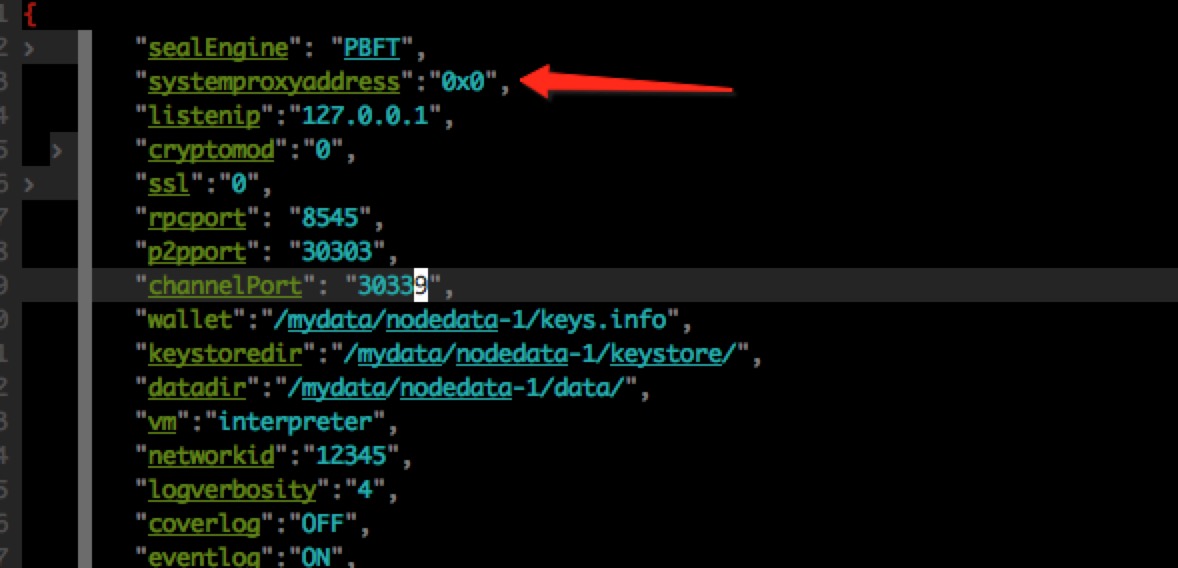 1 {
2 › "sealEngine": "PBFT",
3 "systemproxyaddress":"0x0",
4 "listenip":"127.0.0.1",
5 › "cryptomod":"0",
6 › "ssl":"0",
7 "rpcport": "8545",
8 "p2pport": "30303",
9 "channelPort": "30339",
0 "wallet":"/mydata/nodedata-1/keys.info",
1 "keystoredir":"/mydata/nodedata-1/keystore/",
2 "datadir":"/mydata/nodedata-1/data/",
3 "vm":"interpreter",
4 "networkid":"12345",
5 "logverbosity":"4",
6 "coverlog":"OFF",
7 "eventlog":"ON",